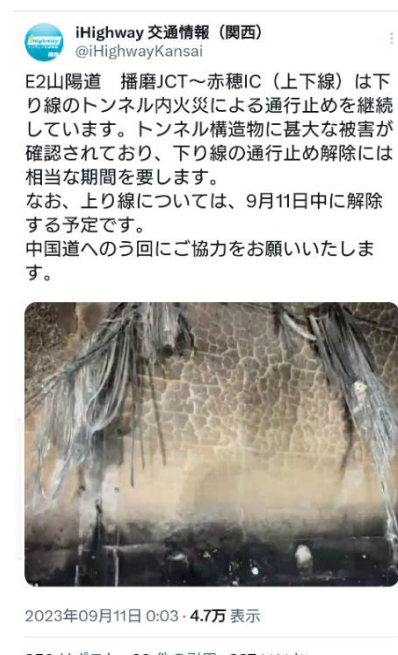 iHighway 交通情報（関西）
@iHighwayKansai
E2山陽道　播磨JCT～赤穂IC（上下線）は下
り線のトンネル内火災による通行止めを継続
しています。トンネル構造物に甚大な被害が
確認されており、下り線の通行止め解除には
相当な期間を要します。
なお、上り線については、9月11日中に解除
する予定です。
中国道へのう回にご協力をお願いいたしま
す。
2023年09月11日 0:03 · 4.7万 表示